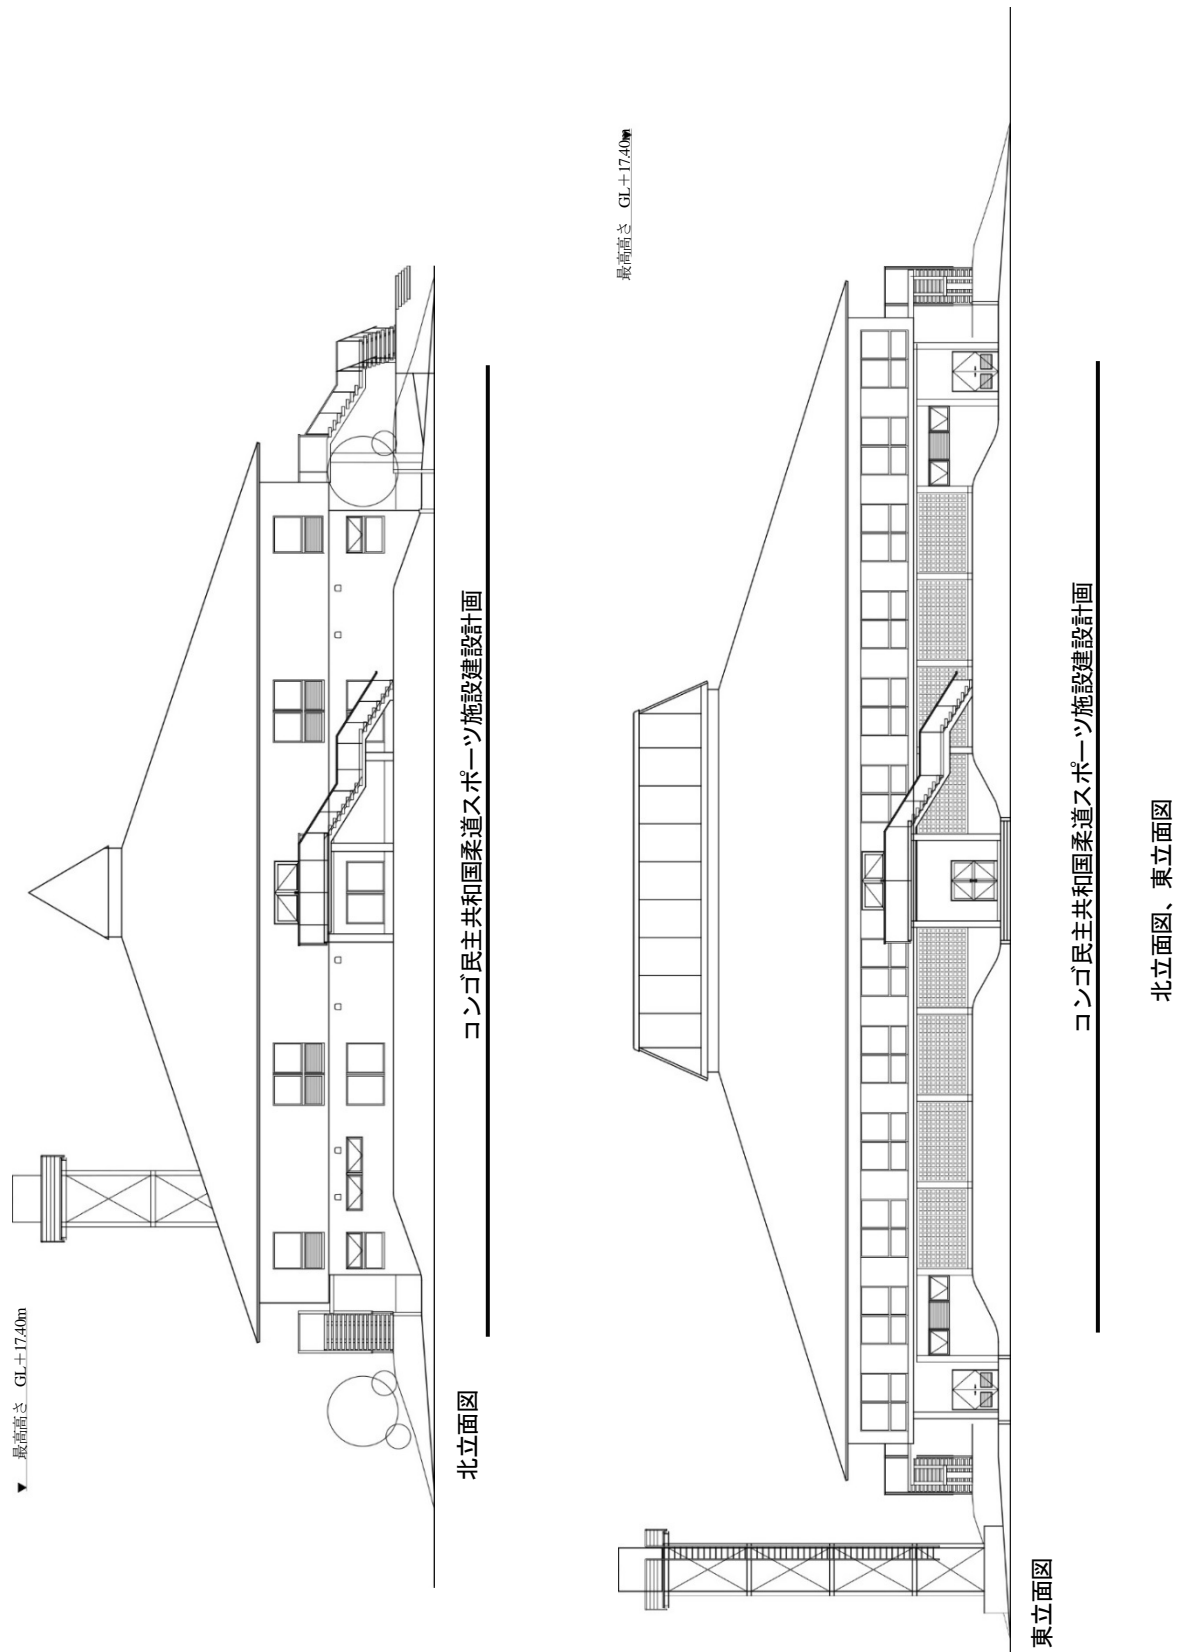 ▼ 最高高さ GL+17.40m
コンゴ民主共和国柔道スポーツ施設建設計画
北立面図
最高高さ GL+17.40m
コンゴ民主共和国柔道スポーツ施設建設計画
東立面図
北立面図、東立面図